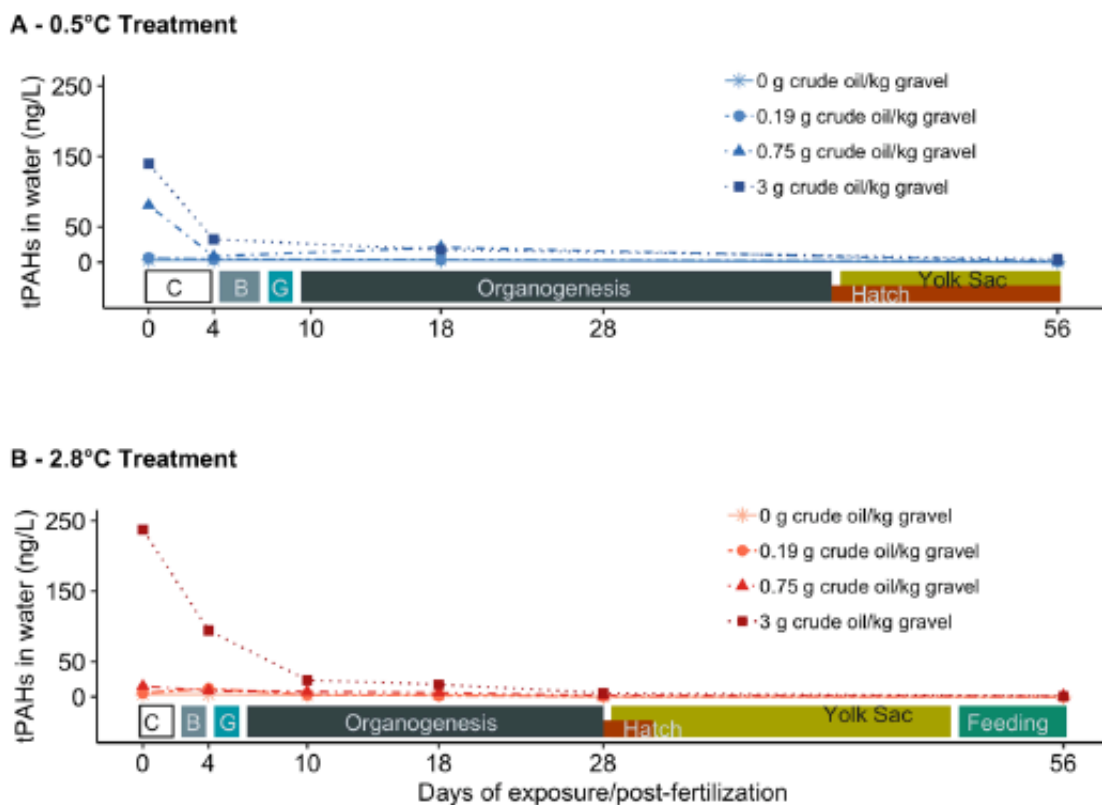 A - 0.5°C Treatment
tPAHs in water (ng/L)
250
150
50
0
0 g crude oil/kg gravel
0.19 g crude oil/kg gravel
0.75 g crude oil/kg gravel
3 g crude oil/kg gravel
C
B
G
Organogenesis
Yolk Sac
Hatch
0 4 10 18 28 56
B - 2.8°C Treatment
tPAHs in water (ng/L)
250
150
50
0
0 g crude oil/kg gravel
0.19 g crude oil/kg gravel
0.75 g crude oil/kg gravel
3 g crude oil/kg gravel
C
B
G
Organogenesis
Hatch
Yolk Sac
Feeding
0 4 10 18 28 56
Days of exposure/post-fertilization